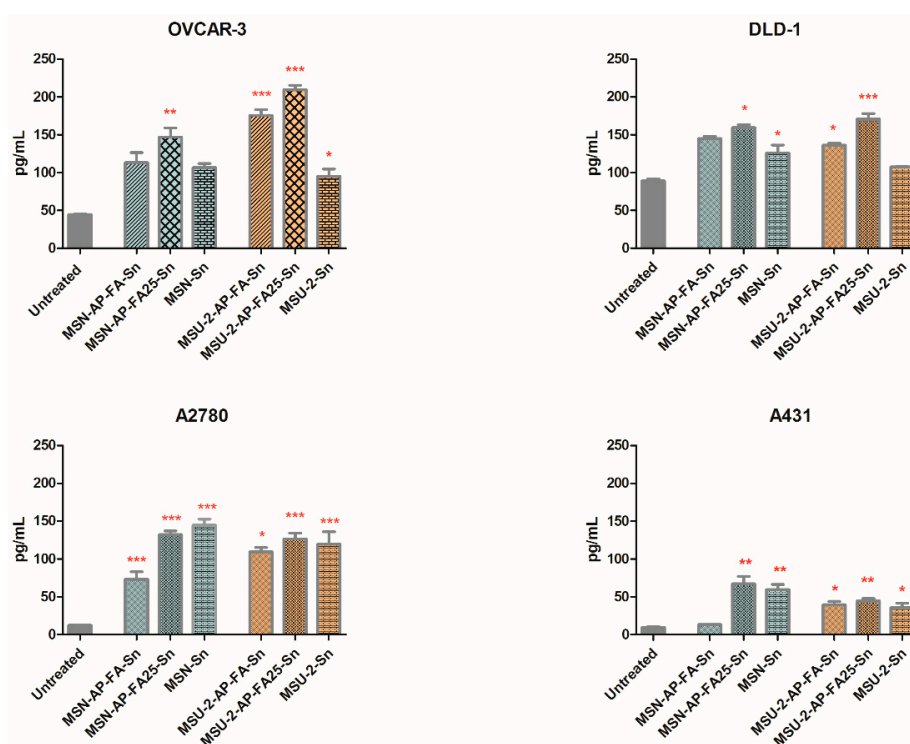 OVCAR-3
250
200
150
100
50
0
pg/mL
** *** *** *
Untreated
MSN-AP-FA-Sn
MSN-AP-FA25-Sn
MSN-Sn
MSU-2-AP-FA-Sn
MSU-2-AP-FA25-Sn
MSU-2-Sn
DLD-1
250
200
150
100
50
0
pg/mL
* * * ***
Untreated
MSN-AP-FA-Sn
MSN-AP-FA25-Sn
MSN-Sn
MSU-2-AP-FA-Sn
MSU-2-AP-FA25-Sn
MSU-2-Sn
A2780
250
200
150
100
50
0
pg/mL
*** *** *** * *** ***
Untreated
MSN-AP-FA-Sn
MSN-AP-FA25-Sn
MSN-Sn
MSU-2-AP-FA-Sn
MSU-2-AP-FA25-Sn
MSU-2-Sn
A431
250
200
150
100
50
0
pg/mL
** ** * ** *
Untreated
MSN-AP-FA-Sn
MSN-AP-FA25-Sn
MSN-Sn
MSU-2-AP-FA-Sn
MSU-2-AP-FA25-Sn
MSU-2-Sn